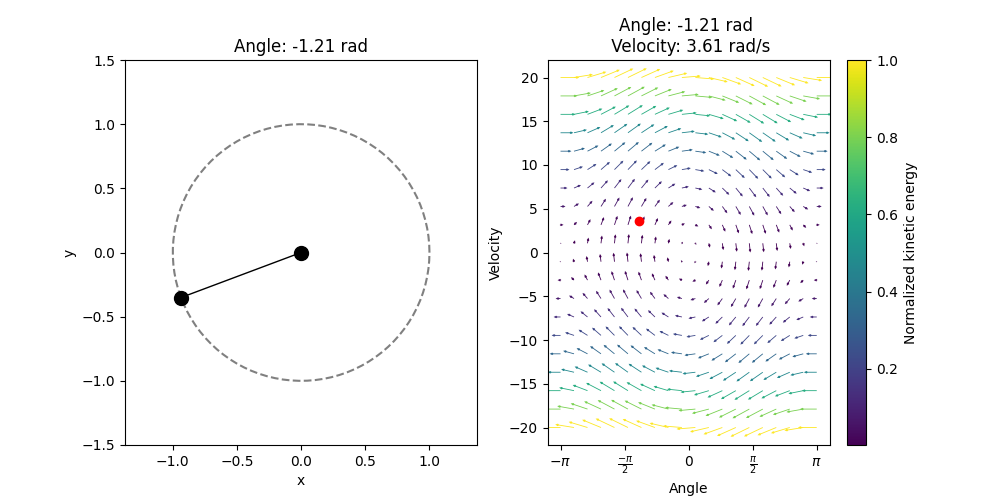 Angle: -1.21 rad
1.5
1.0
0.5
0.0
−0.5
−1.0
−1.5
−1.0 −0.5 0.0 0.5 1.0
x
y
Angle: -1.21 rad
Velocity: 3.61 rad/s
20
15
10
5
0
−5
−10
−15
−20
−π −π/2 0 π/2 π
Angle
Velocity
1.0
0.8
0.6
0.4
0.2
Normalized kinetic energy